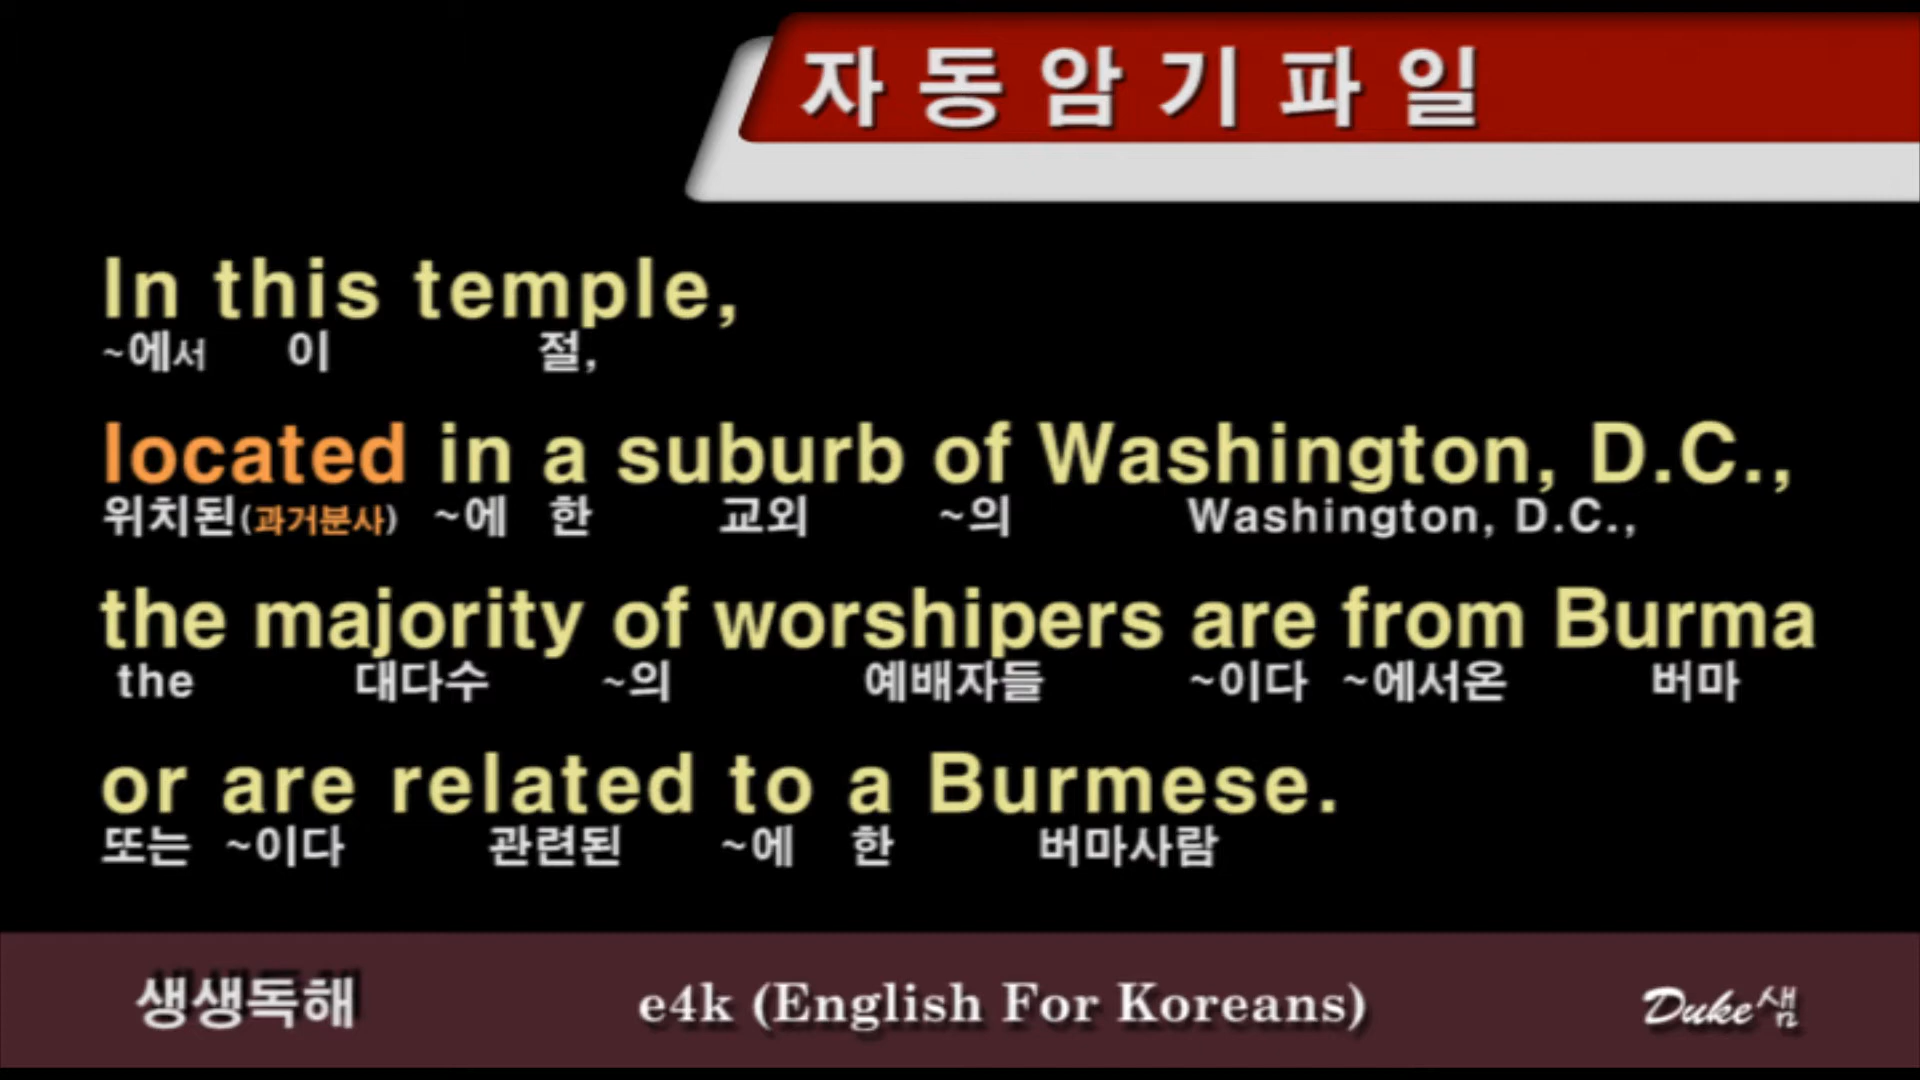 자동암기파일
In this temple,
~에서 이 절,
located in a suburb of Washington, D.C.,
위치된(과거분사) ~에 한 교외 ~의 Washington, D.C.,
the majority of worshipers are from Burma
the 대다수 ~의 예배자들 ~이다 ~에서온 버마
or are related to a Burmese.
또는 ~이다 관련된 ~에 한 버마사람
생생독해 e4k (English For Koreans) Duke샘